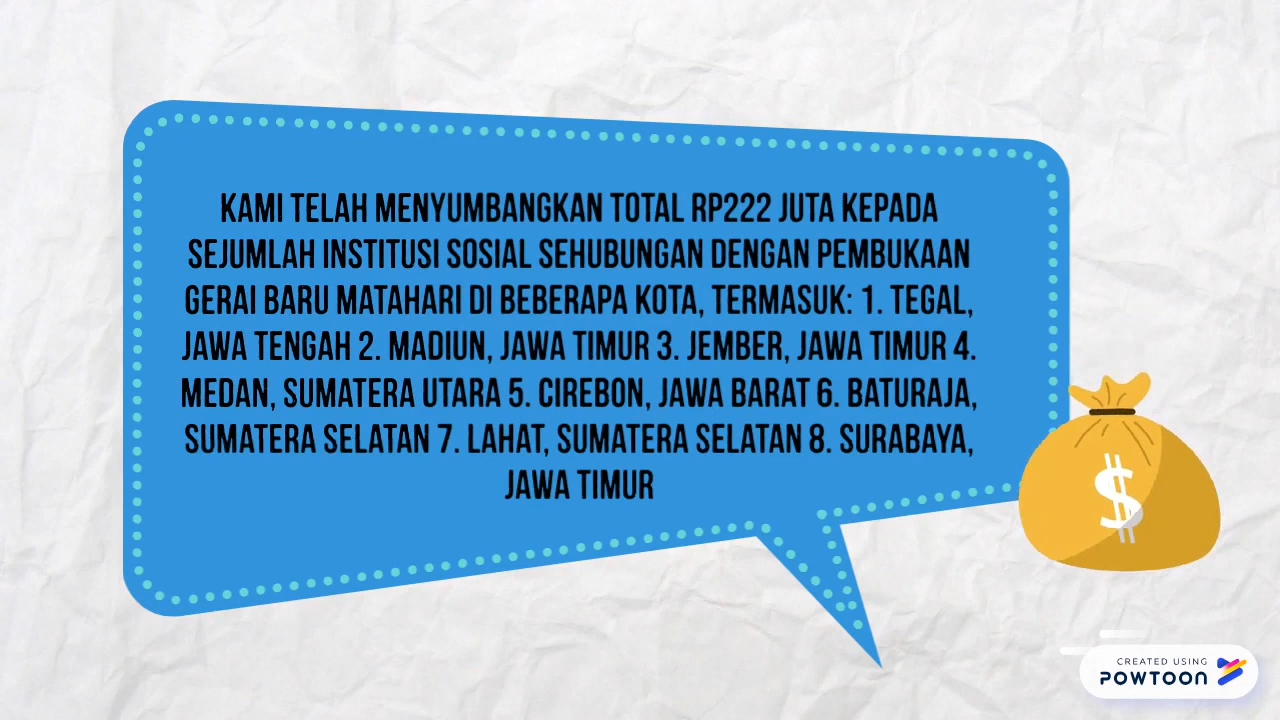 KAMI TELAH MENYUMBANGKAN TOTAL RP222 JUTA KEPADA
SEJUMLAH INSTITUSI SOSIAL SEHUBUNGAN DENGAN PEMBUKAAN
GERAI BARU MATAHARI DI BEBERAPA KOTA, TERMASUK: 1. TEGAL,
JAWA TENGAH 2. MADIUN, JAWA TIMUR 3. JEMBER, JAWA TIMUR 4.
MEDAN, SUMATERA UTARA 5. CIREBON, JAWA BARAT 6. BATURAJA,
SUMATERA SELATAN 7. LAHAT, SUMATERA SELATAN 8. SURABAYA,
JAWA TIMUR
$
CREATED USING
POWTOON